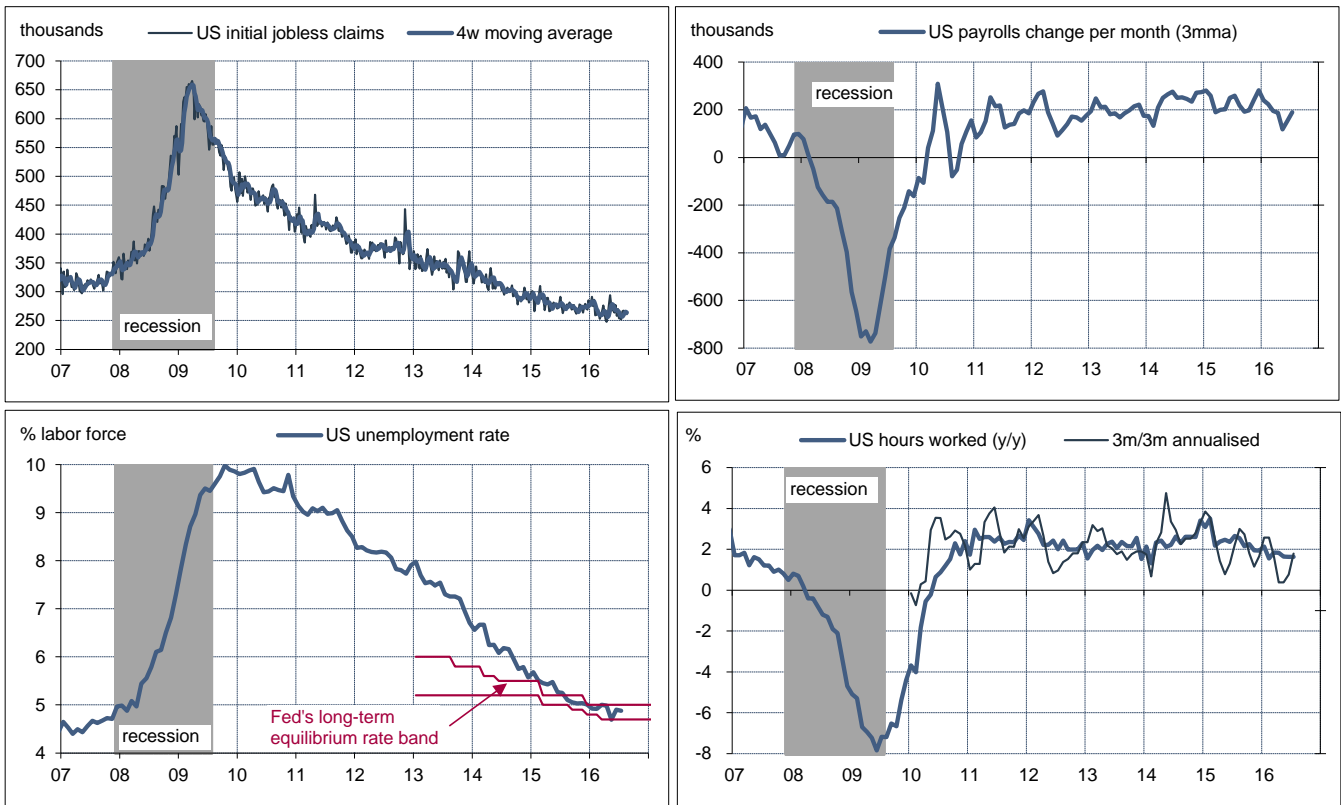 thousands
US initial jobless claims
4w moving average
700
650
600
550
500
450
400
350
300
250
200
recession
07 08 09 10 11 12 13 14 15 16
thousands
US payrolls change per month (3mma)
400
200
0
-200
-400
-600
-800
recession
07 08 09 10 11 12 13 14 15 16
% labor force
US unemployment rate
10
9
8
7
6
5
4
recession
Fed's long-term
equilibrium rate band
07 08 09 10 11 12 13 14 15 16
%
US hours worked (y/y)
3m/3m annualised
6
4
2
0
-2
-4
-6
-8
recession
07 08 09 10 11 12 13 14 15 16